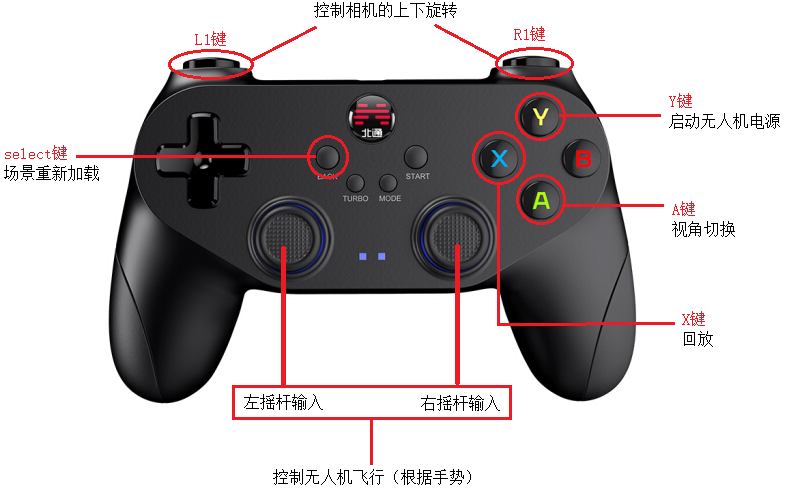 控制相机的上下旋转
L1键
R1键
Y键
启动无人机电源
select键
场景重新加载
北通
Y
X
B
A
BACK
START
TURBO
MODE
A键
视角切换
X键
回放
左摇杆输入
右摇杆输入
控制无人机飞行（根据手势）